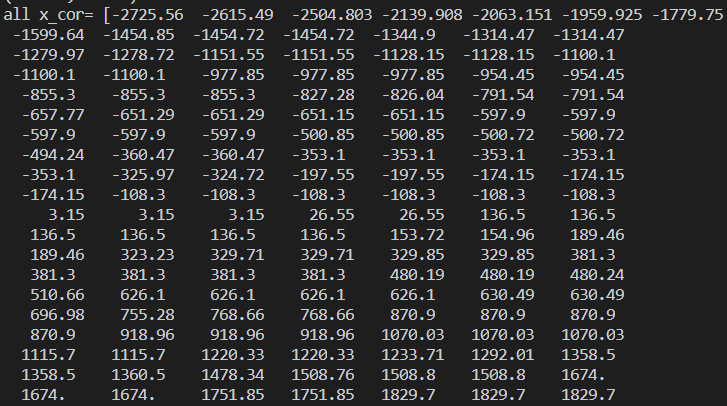 all x_cor= [-2725.56 -2615.49 -2504.803 -2139.908 -2063.151 -1959.925 -1779.75
-1599.64 -1454.85 -1454.72 -1454.72 -1344.9 -1314.47 -1314.47
-1279.97 -1278.72 -1151.55 -1151.55 -1128.15 -1128.15 -1100.1
-1100.1 -1100.1 -977.85 -977.85 -977.85 -954.45 -954.45
-855.3 -855.3 -855.3 -827.28 -826.04 -791.54 -791.54
-657.77 -651.29 -651.29 -651.15 -651.15 -597.9 -597.9
-597.9 -597.9 -597.9 -500.85 -500.85 -500.72 -500.72
-494.24 -360.47 -360.47 -353.1 -353.1 -353.1 -353.1
-353.1 -325.97 -324.72 -197.55 -197.55 -174.15 -174.15
-174.15 -108.3 -108.3 -108.3 -108.3 -108.3 -108.3
3.15 3.15 3.15 26.55 26.55 136.5 136.5
136.5 136.5 136.5 136.5 153.72 154.96 189.46
189.46 323.23 329.71 329.71 329.85 329.85 381.3
381.3 381.3 381.3 381.3 480.19 480.19 480.24
510.66 626.1 626.1 626.1 626.1 630.49 630.49
696.98 755.28 768.66 768.66 870.9 870.9 870.9
870.9 918.96 918.96 918.96 1070.03 1070.03 1070.03
1115.7 1115.7 1220.33 1220.33 1233.71 1292.01 1358.5
1358.5 1360.5 1478.34 1508.76 1508.8 1508.8 1674.
1674. 1674. 1751.85 1751.85 1829.7 1829.7 1829.7